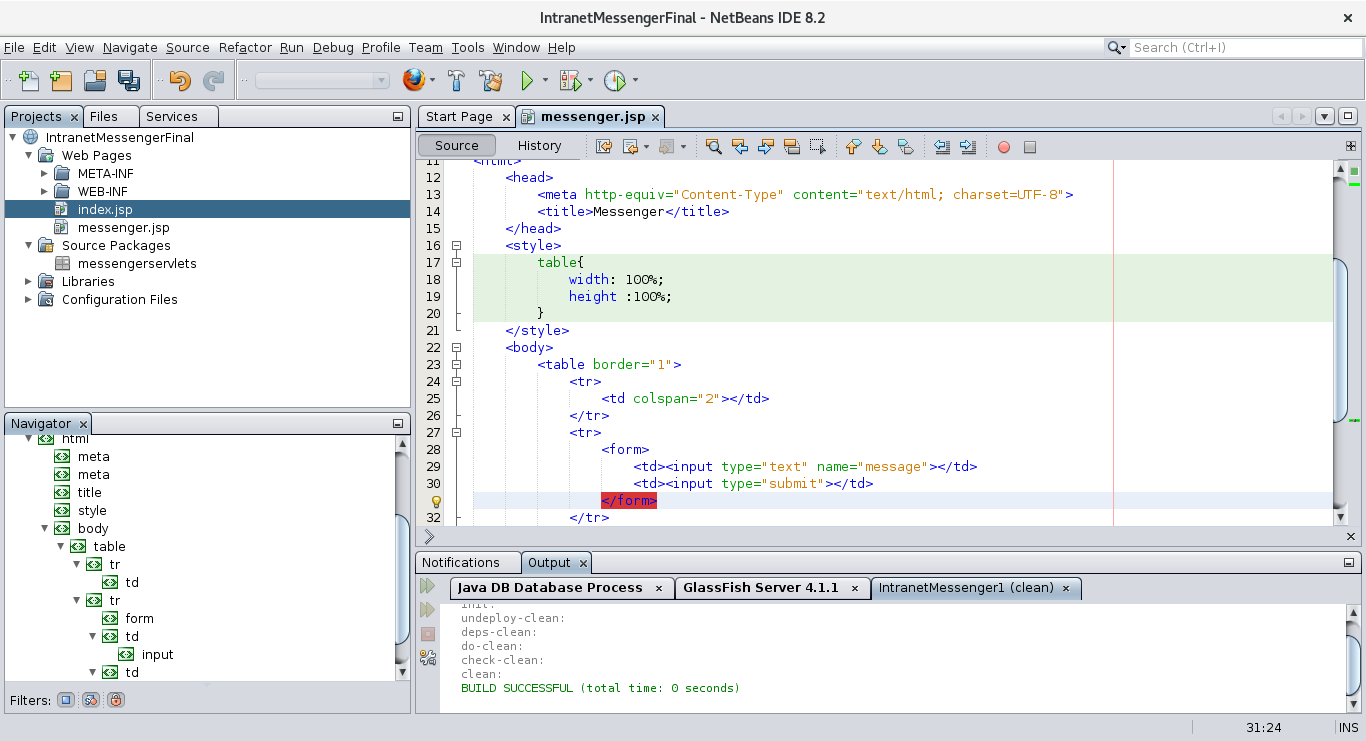 IntranetMessengerFinal - NetBeans IDE 8.2
File Edit View Navigate Source Refactor Run Debug Profile Team Tools Window Help
Search (Ctrl+I)
Projects Files Services
IntranetMessengerFinal
Web Pages
META-INF
WEB-INF
index.jsp
messenger.jsp
Source Packages
messengerservlets
Libraries
Configuration Files
Navigator
html
meta
meta
title
style
body
table
tr
td
tr
form
td
input
td
Filters:
Start Page messenger.jsp
Source History
11 <html>
12 <head>
13 <meta http-equiv="Content-Type" content="text/html; charset=UTF-8">
14 <title>Messenger</title>
15 </head>
16 <style>
17 table{
18 width: 100%;
19 height :100%;
20 }
21 </style>
22 <body>
23 <table border="1">
24 <tr>
25 <td colspan="2"></td>
26 </tr>
27 <tr>
28 <form>
29 <td><input type="text" name="message"></td>
30 <td><input type="submit"></td>
</form>
32 </tr>
Notifications Output
Java DB Database Process GlassFish Server 4.1.1 IntranetMessenger1 (clean)
init:
undeploy-clean:
deps-clean:
do-clean:
check-clean:
clean:
BUILD SUCCESSFUL (total time: 0 seconds)
31:24 INS